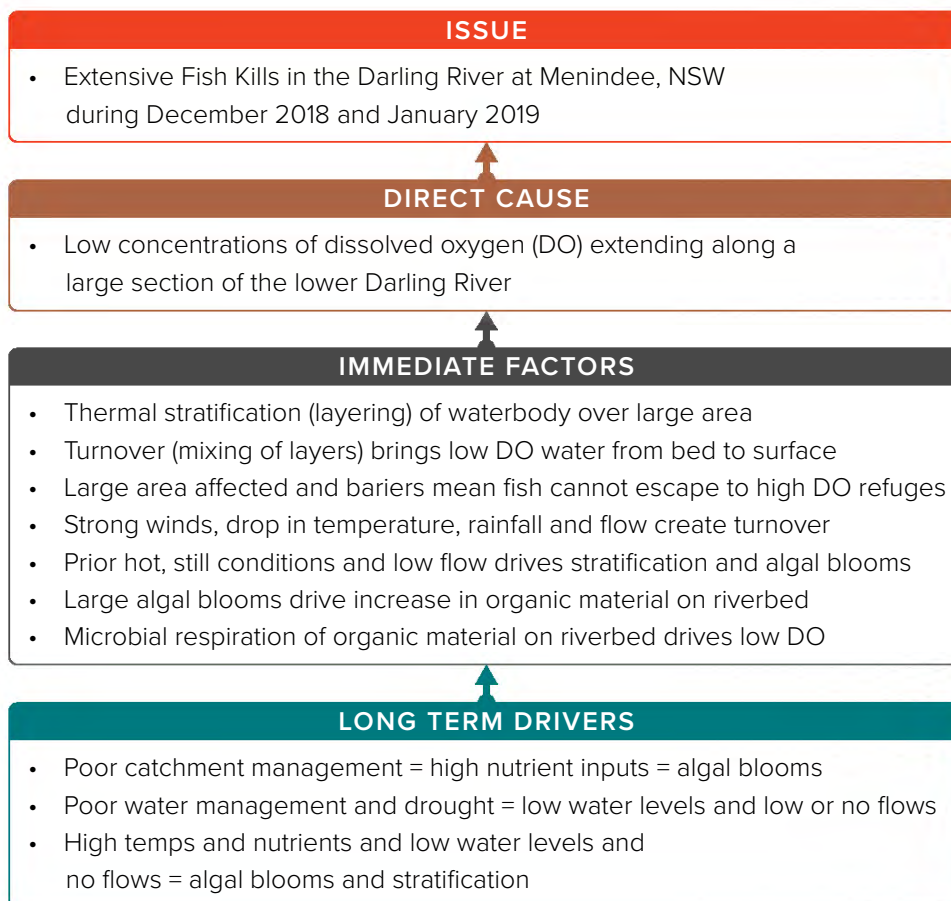 ISSUE
• Extensive Fish Kills in the Darling River at Menindee, NSW
during December 2018 and January 2019
DIRECT CAUSE
• Low concentrations of dissolved oxygen (DO) extending along a
large section of the lower Darling River
IMMEDIATE FACTORS
• Thermal stratification (layering) of waterbody over large area
• Turnover (mixing of layers) brings low DO water from bed to surface
• Large area affected and bariers mean fish cannot escape to high DO refuges
• Strong winds, drop in temperature, rainfall and flow create turnover
• Prior hot, still conditions and low flow drives stratification and algal blooms
• Large algal blooms drive increase in organic material on riverbed
• Microbial respiration of organic material on riverbed drives low DO
LONG TERM DRIVERS
• Poor catchment management = high nutrient inputs = algal blooms
• Poor water management and drought = low water levels and low or no flows
• High temps and nutrients and low water levels and
no flows = algal blooms and stratification